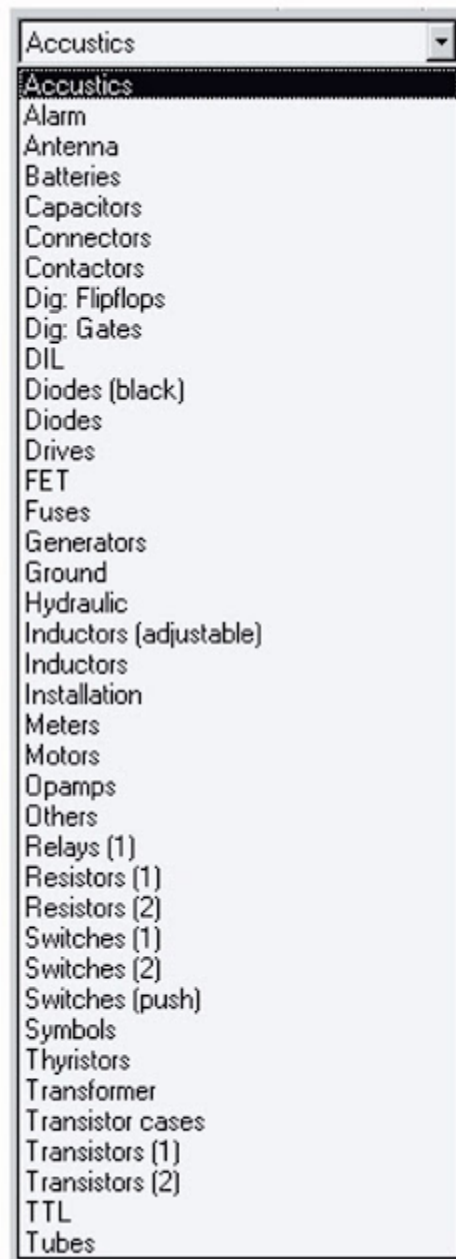 Accustics
Accustics
Alarm
Antenna
Batteries
Capacitors
Connectors
Contactors
Dig: Flipflops
Dig: Gates
DIL
Diodes (black)
Diodes
Drives
FET
Fuses
Generators
Ground
Hydraulic
Inductors (adjustable)
Inductors
Installation
Meters
Motors
Opamps
Others
Relays (1)
Resistors (1)
Resistors (2)
Switches (1)
Switches (2)
Switches (push)
Symbols
Thyristors
Transformer
Transistor cases
Transistors (1)
Transistors (2)
TTL
Tubes